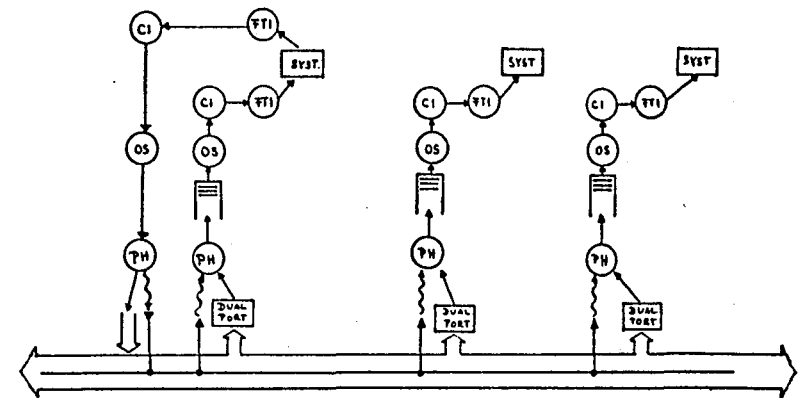 CI
FTI
SYST.
CI
FTI
OS
OS
PH
PH
DUAL
PORT
SYST
CI
FTI
OS
PH
DUAL
PORT
SYST
CI
FTI
OS
PH
DUAL
PORT